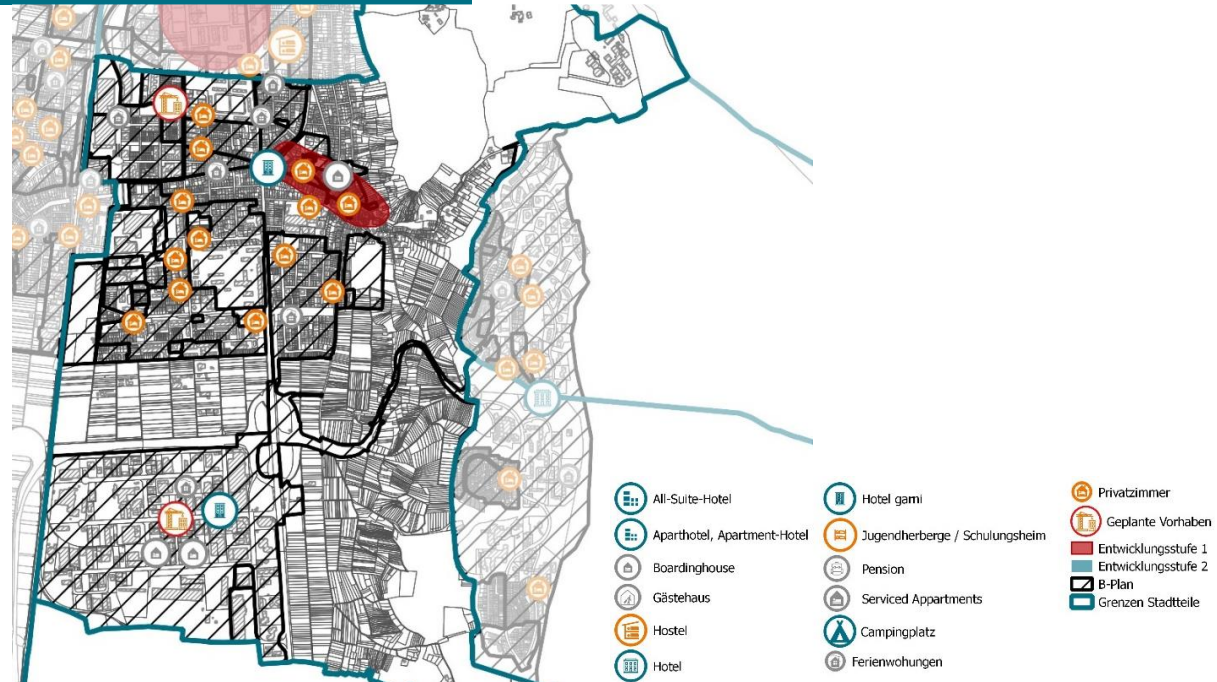 All-Suite-Hotel
Aparthotel, Apartment-Hotel
Boardinghouse
Gästehaus
Hostel
Hotel
Hotel garni
Jugendherberge / Schulungsheim
Pension
Serviced Appartments
Campingplatz
Ferienwohungen
Privatzimmer
Geplante Vorhaben
Entwicklungsstufe 1
Entwicklungsstufe 2
B-Plan
Grenzen Stadtteile